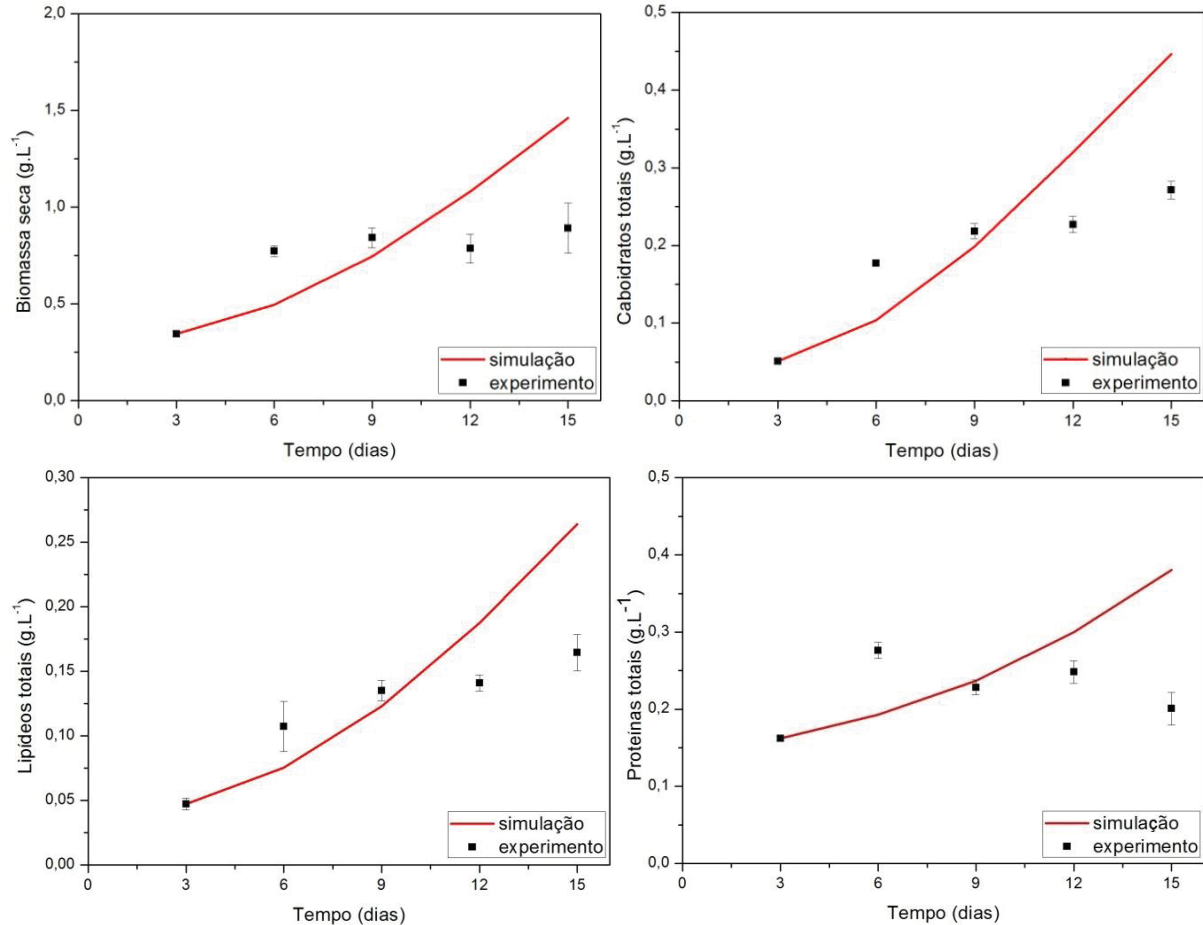 2,0
1,5
1,0
0,5
0,0
Biomassa seca (g.L⁻¹)
simulação
experimento
0 3 6 9 12 15
Tempo (dias)
0,5
0,4
0,3
0,2
0,1
0,0
Caboidratos totais (g.L⁻¹)
simulação
experimento
0 3 6 9 12 15
Tempo (dias)
0,30
0,25
0,20
0,15
0,10
0,05
0,00
Lipídeos totais (g.L⁻¹)
simulação
experimento
0 3 6 9 12 15
Tempo (dias)
0,5
0,4
0,3
0,2
0,1
0,0
Proteínas totais (g.L⁻¹)
simulação
experimento
0 3 6 9 12 15
Tempo (dias)